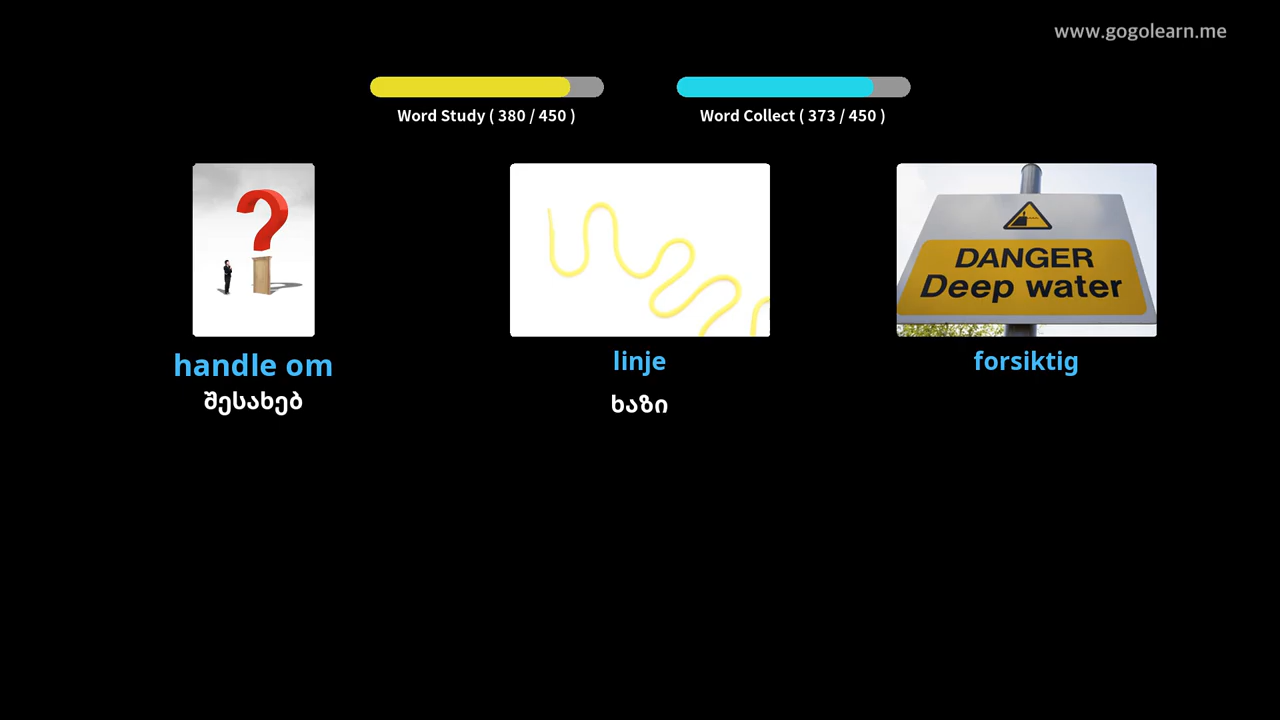 www.gogolearn.me
Word Study ( 380 / 450 )
Word Collect ( 373 / 450 )
DANGER
Deep water
handle om
შესახებ
linje
ხაზი
forsiktig